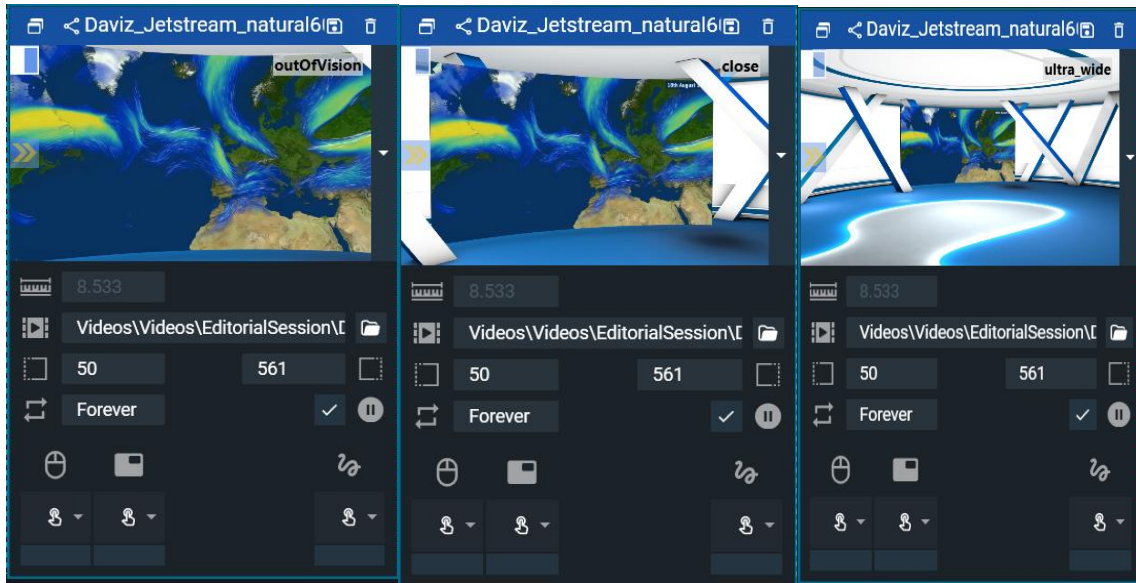 Daviz_Jetstream_natural6
outOfVision
8.533
Videos\Videos\EditorialSession\D
50 561
Forever
Daviz_Jetstream_natural6
close
8.533
Videos\Videos\EditorialSession\D
50 561
Forever
Daviz_Jetstream_natural6
ultra_wide
8.533
Videos\Videos\EditorialSession\D
50 561
Forever